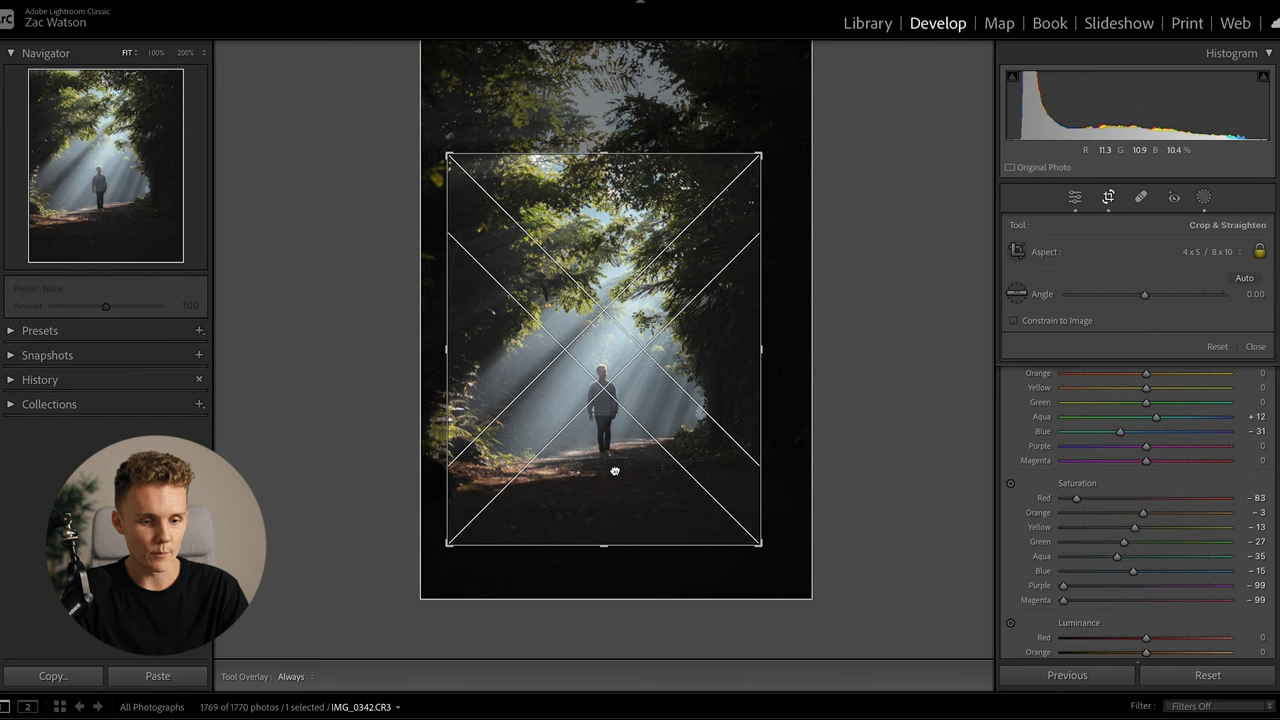 rc
Adobe Lightroom Classic
Zac Watson
Library | Develop | Map | Book | Slideshow | Print | Web
Navigator FIT 100% 200%
Histogram
R 11.3 G 10.9 B 10.4 %
Original Photo
Tool : Crop & Straighten
Aspect : 4 x 5 / 8 x 10
Auto
Angle 0.00
Constrain to Image
Reset Close
Preset : None
Amount 100
Presets
Snapshots
History
Collections
Orange 0
Yellow 0
Green 0
Aqua + 12
Blue − 31
Purple 0
Magenta 0
Saturation
Red − 83
Orange − 3
Yellow − 13
Green − 27
Aqua − 35
Blue − 15
Purple − 99
Magenta − 99
Luminance
Red 0
Orange 0
Copy... Paste
Tool Overlay : Always
Previous Reset
2 All Photographs 1769 of 1770 photos / 1 selected / IMG_0342.CR3
Filter : Filters Off